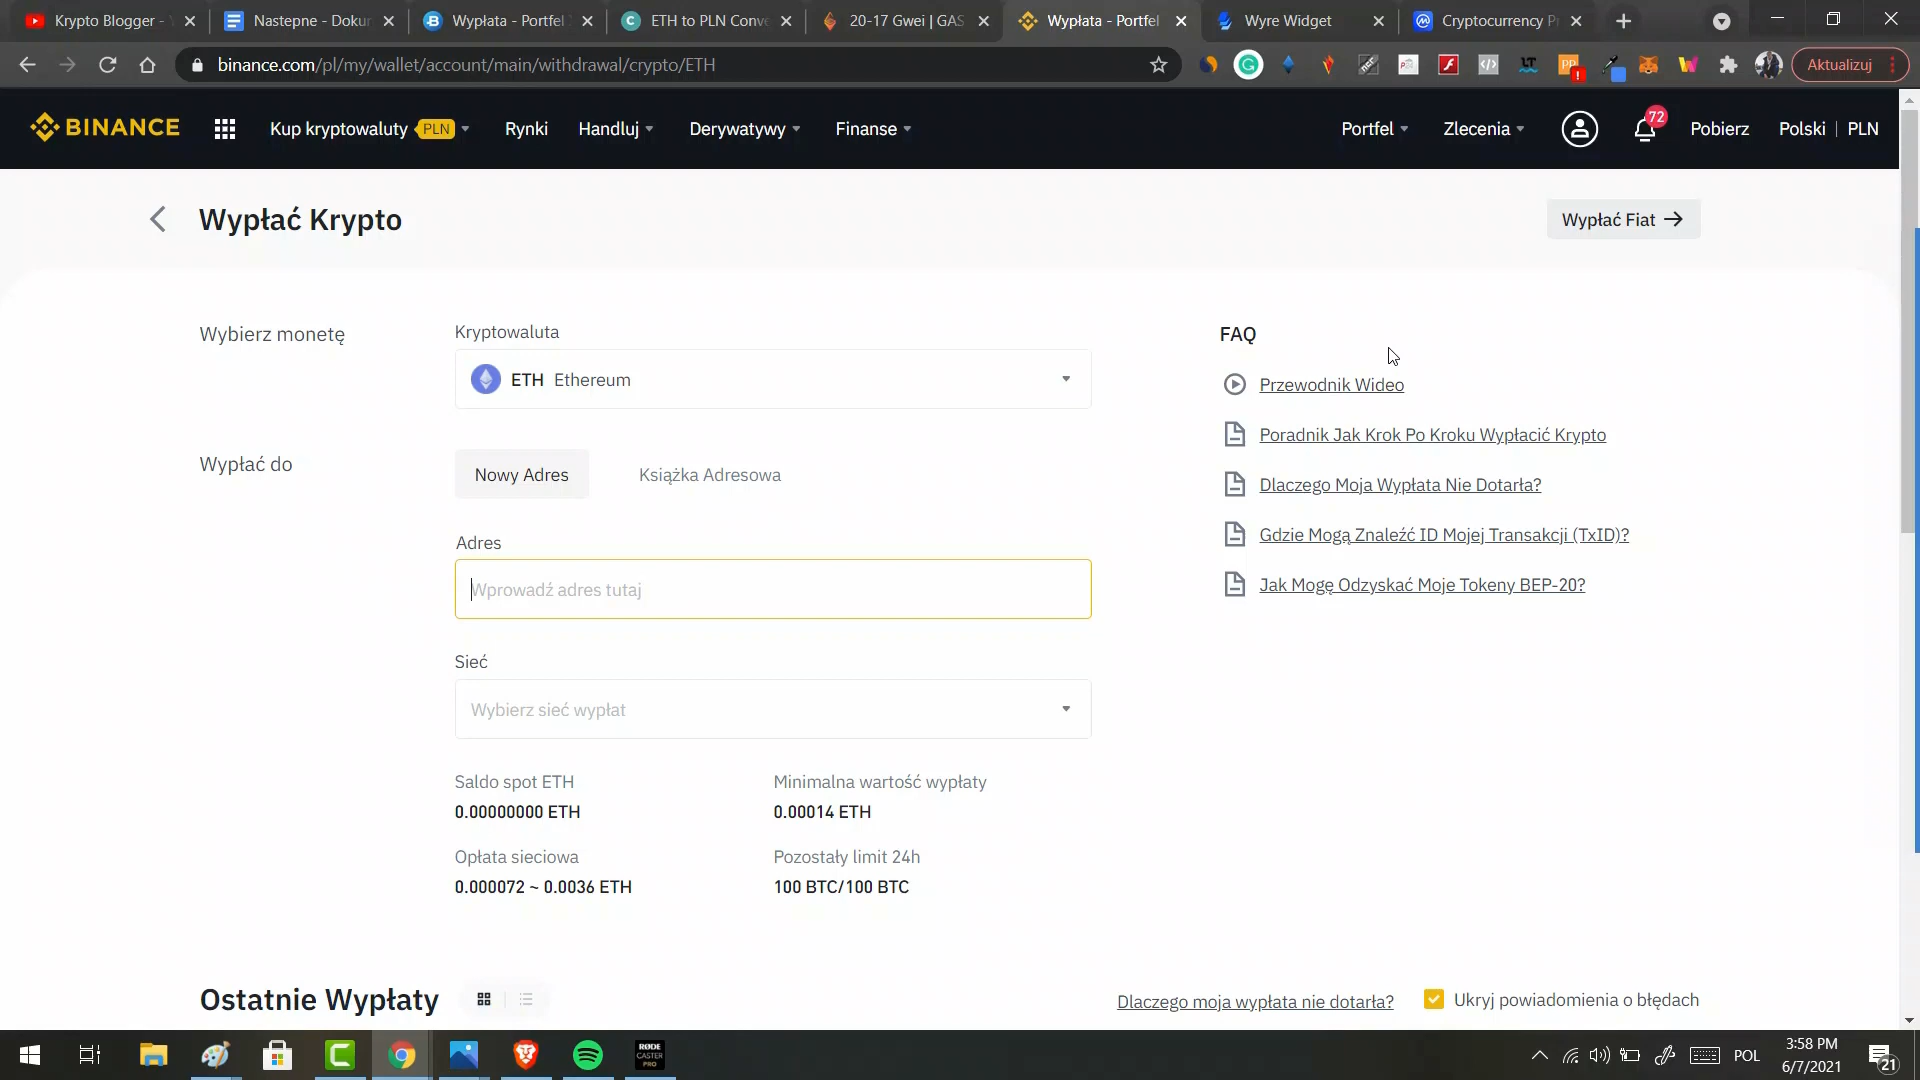 Krypto Blogger -
Nastepne - Doku
Wypłata - Portfel
ETH to PLN Conve
20-17 Gwei | GAS
Wypłata - Portfel
Wyre Widget
Cryptocurrency P
binance.com/pl/my/wallet/account/main/withdrawal/crypto/ETH
Aktualizuj
BINANCE
Kup kryptowaluty PLN
Rynki
Handluj
Derywatywy
Finanse
Portfel
Zlecenia
72
Pobierz
Polski | PLN
Wypłać Krypto
Wypłać Fiat
Wybierz monetę
Kryptowaluta
ETH Ethereum
Wypłać do
Nowy Adres
Książka Adresowa
Adres
Wprowadź adres tutaj
Sieć
Wybierz sieć wypłat
Saldo spot ETH
0.00000000 ETH
Minimalna wartość wypłaty
0.00014 ETH
Opłata sieciowa
0.000072 ~ 0.0036 ETH
Pozostały limit 24h
100 BTC/100 BTC
FAQ
Przewodnik Wideo
Poradnik Jak Krok Po Kroku Wypłacić Krypto
Dlaczego Moja Wypłata Nie Dotarła?
Gdzie Mogą Znaleźć ID Mojej Transakcji (TxID)?
Jak Mogę Odzyskać Moje Tokeny BEP-20?
Ostatnie Wypłaty
Dlaczego moja wypłata nie dotarła?
Ukryj powiadomienia o błędach
RØDE
CASTER
PRO
POL
3:58 PM
6/7/2021
21